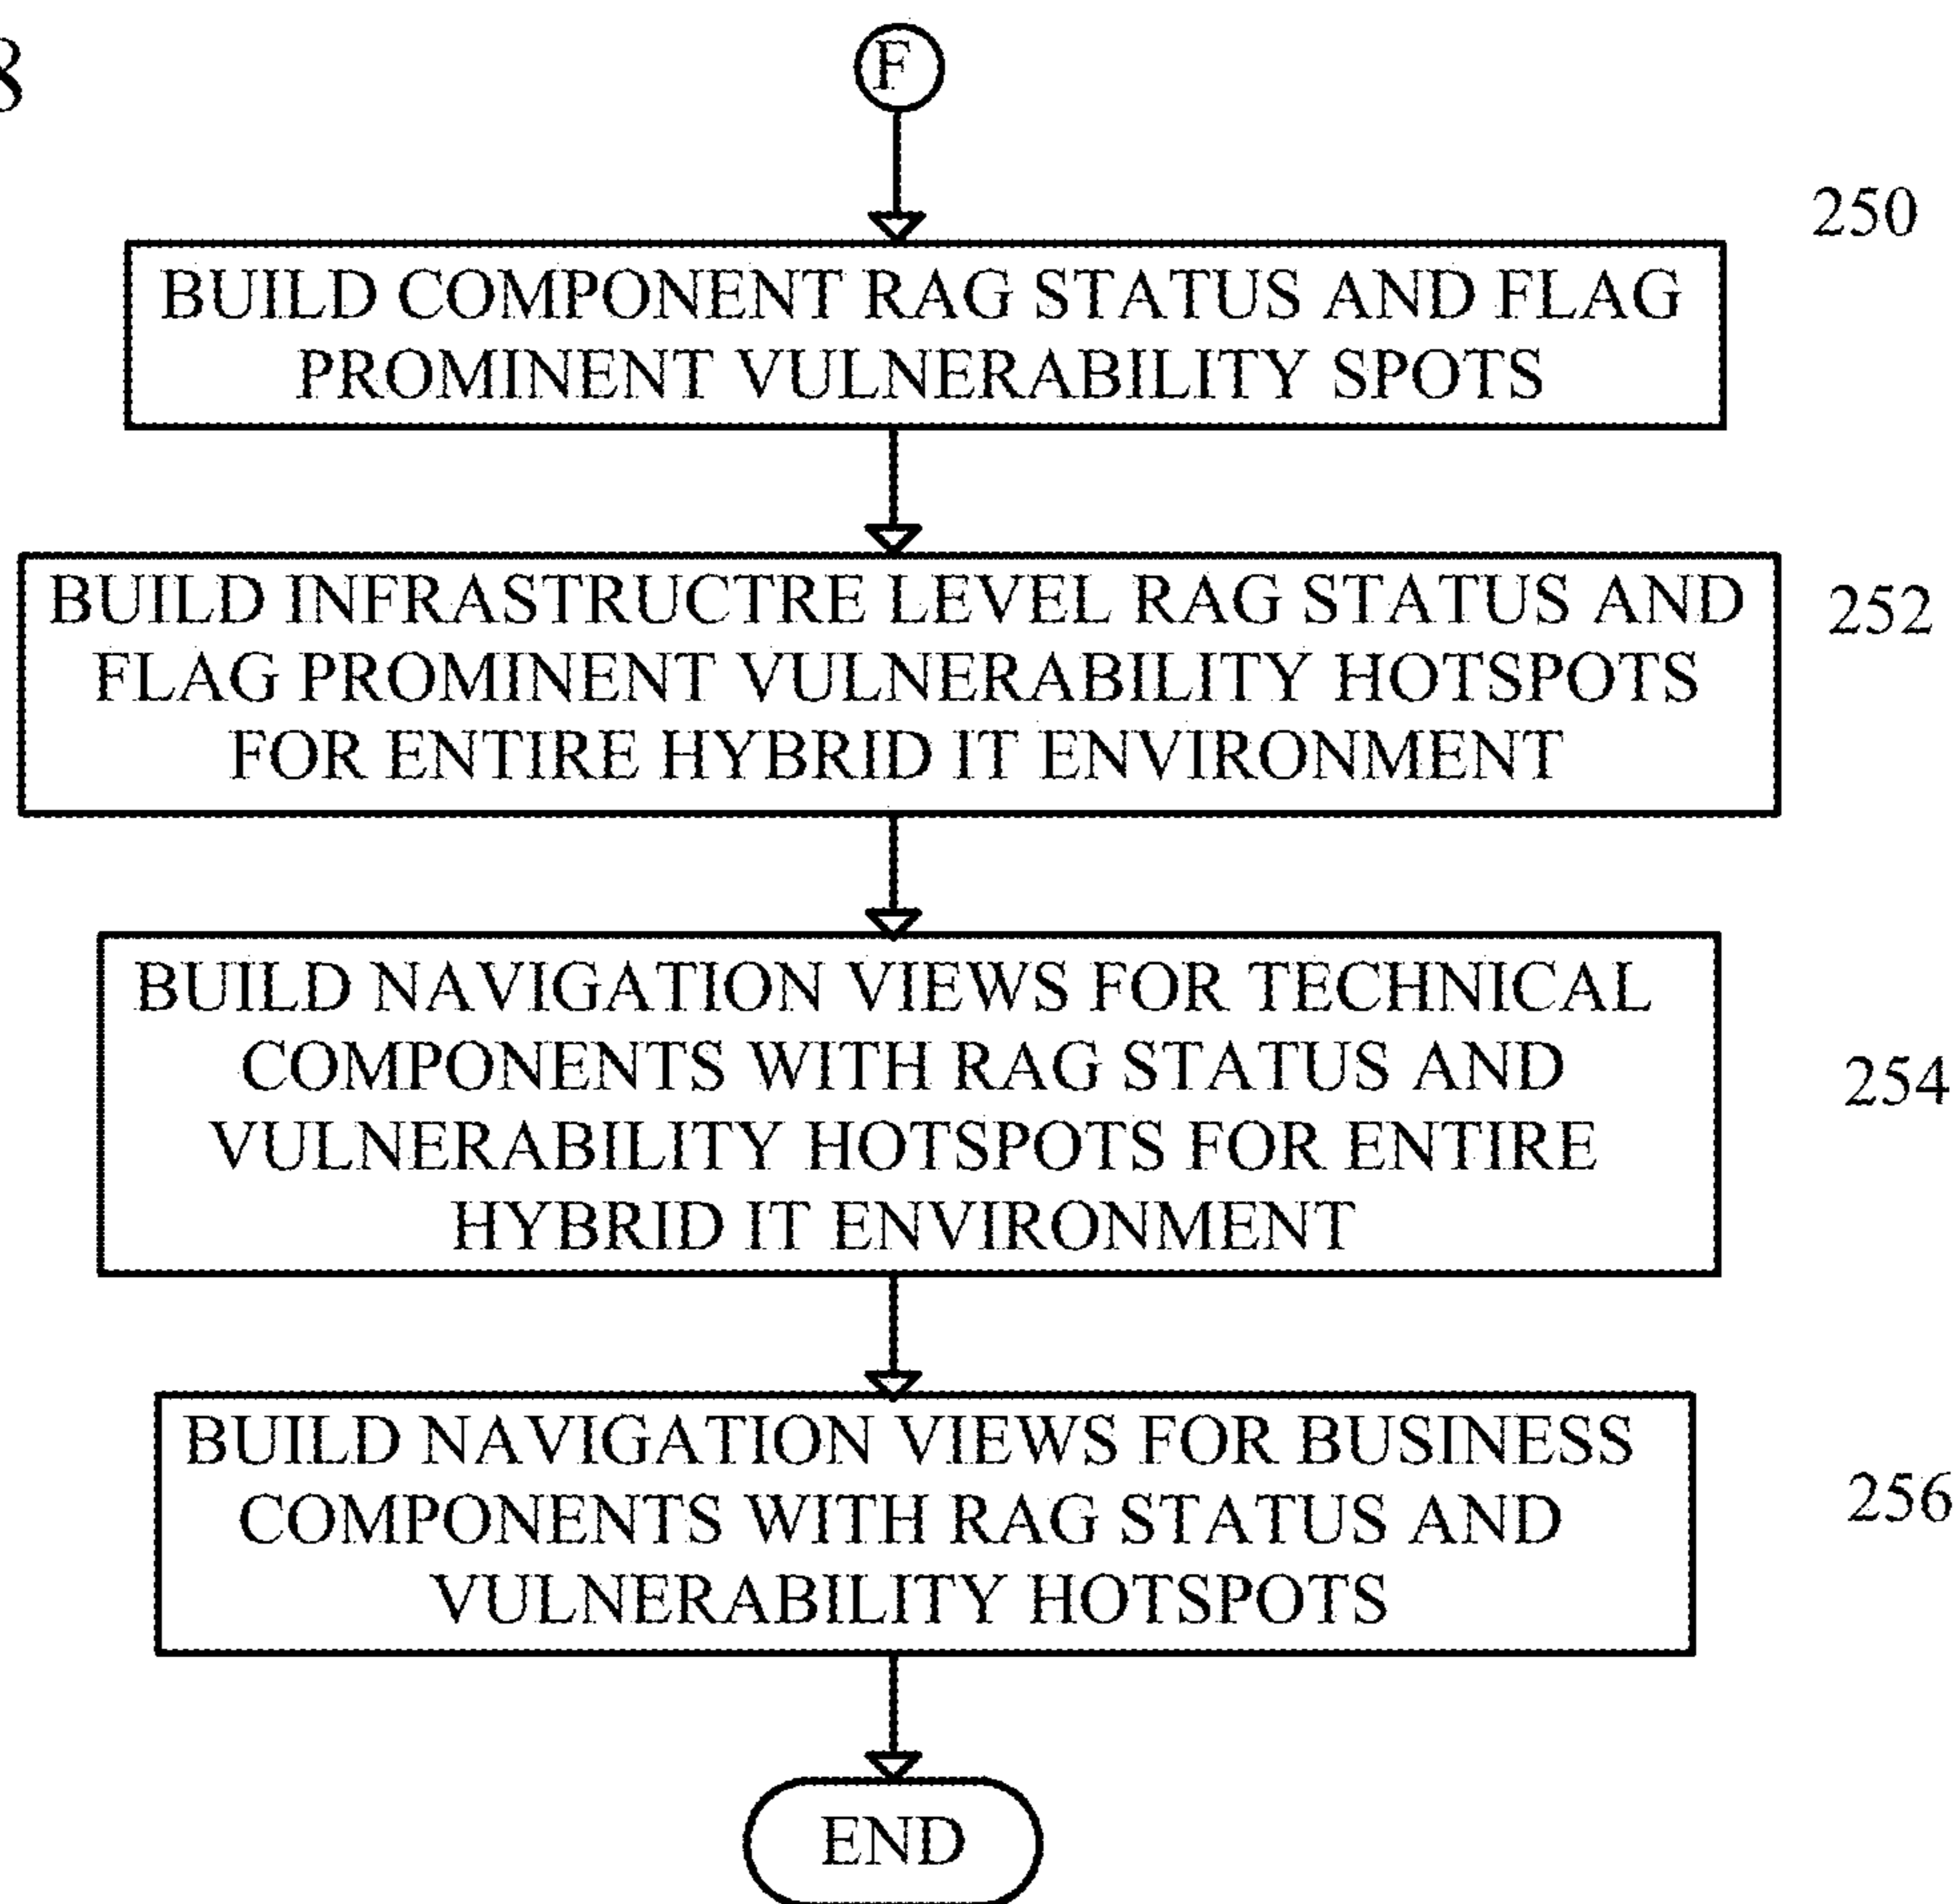 8
F
250
BUILD COMPONENT RAG STATUS AND FLAG
PROMINENT VULNERABILITY SPOTS
BUILD INFRASTRUCTRE LEVEL RAG STATUS AND
FLAG PROMINENT VULNERABILITY HOTSPOTS
FOR ENTIRE HYBRID IT ENVIRONMENT
252
BUILD NAVIGATION VIEWS FOR TECHNICAL
COMPONENTS WITH RAG STATUS AND
VULNERABILITY HOTSPOTS FOR ENTIRE
HYBRID IT ENVIRONMENT
254
BUILD NAVIGATION VIEWS FOR BUSINESS
COMPONENTS WITH RAG STATUS AND
VULNERABILITY HOTSPOTS
256
END